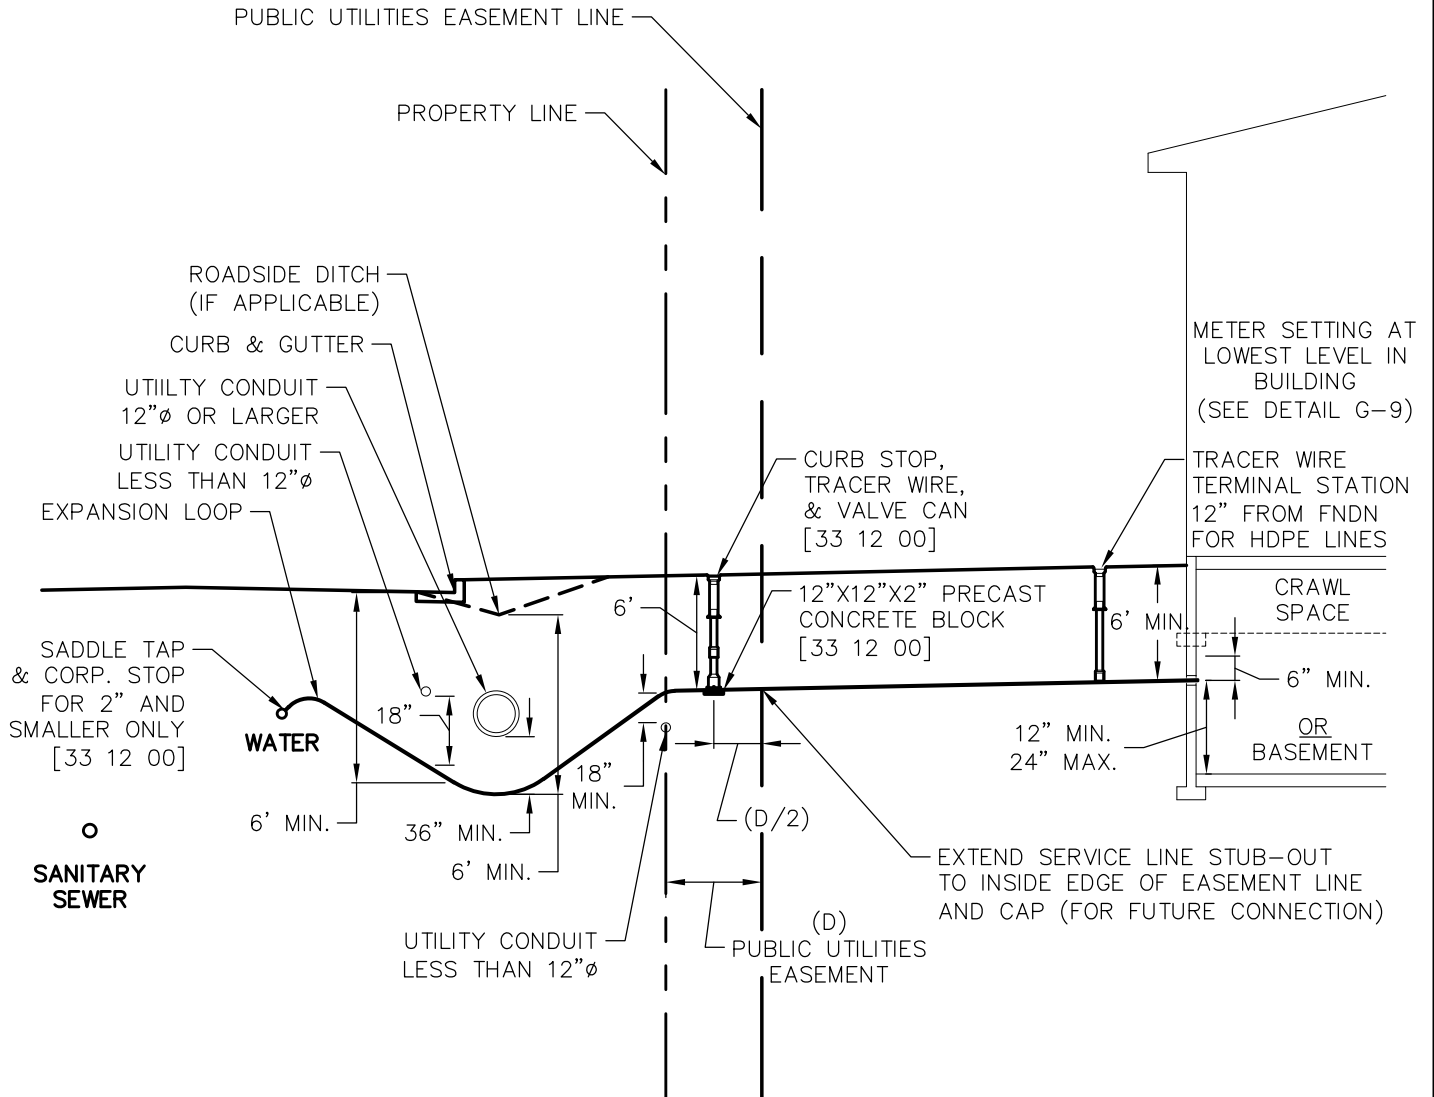 PUBLIC UTILITIES EASEMENT LINE
PROPERTY LINE
ROADSIDE DITCH
(IF APPLICABLE)
CURB & GUTTER
UTIILTY CONDUIT
12"ø OR LARGER
UTILITY CONDUIT
LESS THAN 12"ø
EXPANSION LOOP
SADDLE TAP
& CORP. STOP
FOR 2" AND
SMALLER ONLY
[33 12 00]
WATER
SANITARY
SEWER
18"
6' MIN.
36" MIN.
6' MIN.
18"
MIN.
6'
UTILITY CONDUIT
LESS THAN 12"ø
CURB STOP,
TRACER WIRE,
& VALVE CAN
[33 12 00]
12"X12"X2" PRECAST
CONCRETE BLOCK
[33 12 00]
(D/2)
(D)
PUBLIC UTILITIES
EASEMENT
EXTEND SERVICE LINE STUB-OUT
TO INSIDE EDGE OF EASEMENT LINE
AND CAP (FOR FUTURE CONNECTION)
METER SETTING AT
LOWEST LEVEL IN
BUILDING
(SEE DETAIL G-9)
TRACER WIRE
TERMINAL STATION
12" FROM FNDN
FOR HDPE LINES
6' MIN.
CRAWL
SPACE
6" MIN.
OR
BASEMENT
12" MIN.
24" MAX.